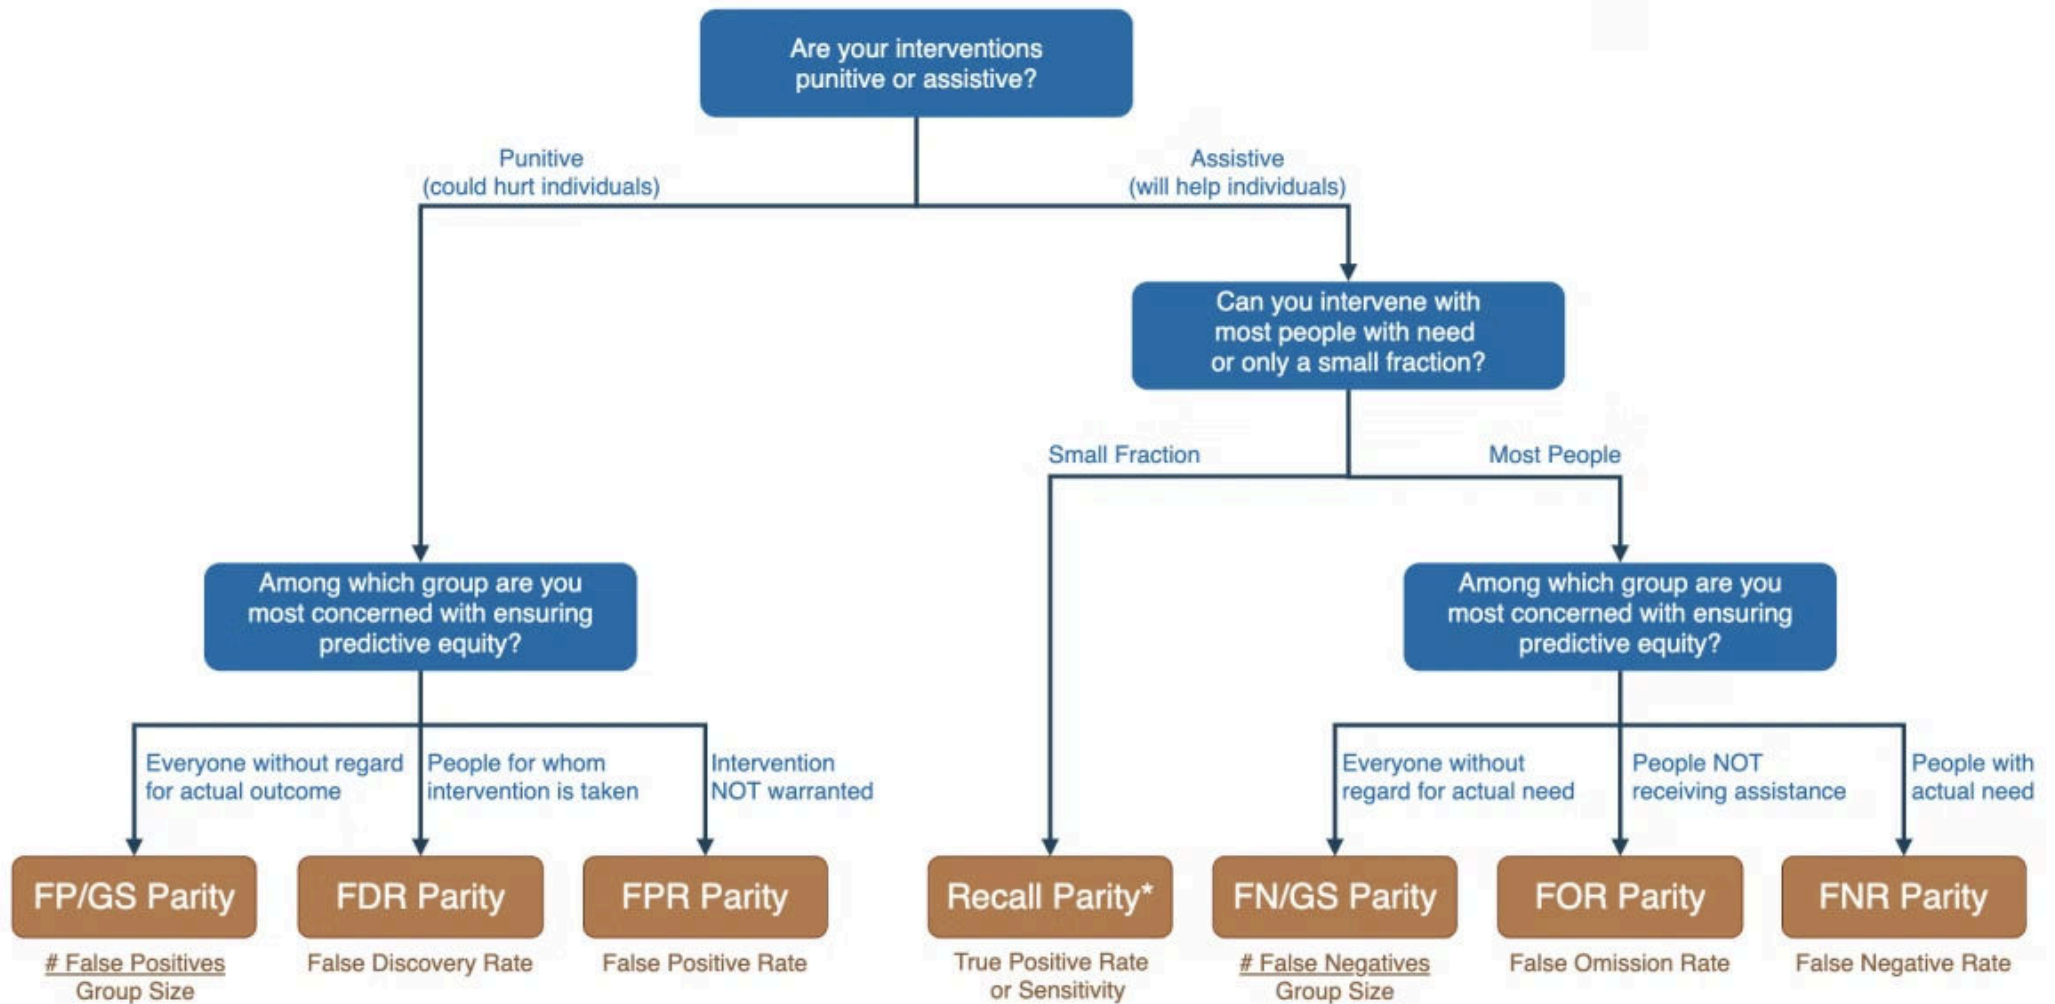 Are your interventions
punitive or assistive?
Punitive
(could hurt individuals)
Assistive
(will help individuals)
Can you intervene with
most people with need
or only a small fraction?
Small Fraction
Most People
Among which group are you
most concerned with ensuring
predictive equity?
Among which group are you
most concerned with ensuring
predictive equity?
Everyone without regard
for actual outcome
People for whom
intervention is taken
Intervention
NOT warranted
Everyone without
regard for actual need
People NOT
receiving assistance
People with
actual need
FP/GS Parity
FDR Parity
FPR Parity
Recall Parity*
FN/GS Parity
FOR Parity
FNR Parity
# False Positives
Group Size
False Discovery Rate
False Positive Rate
True Positive Rate
or Sensitivity
# False Negatives
Group Size
False Omission Rate
False Negative Rate